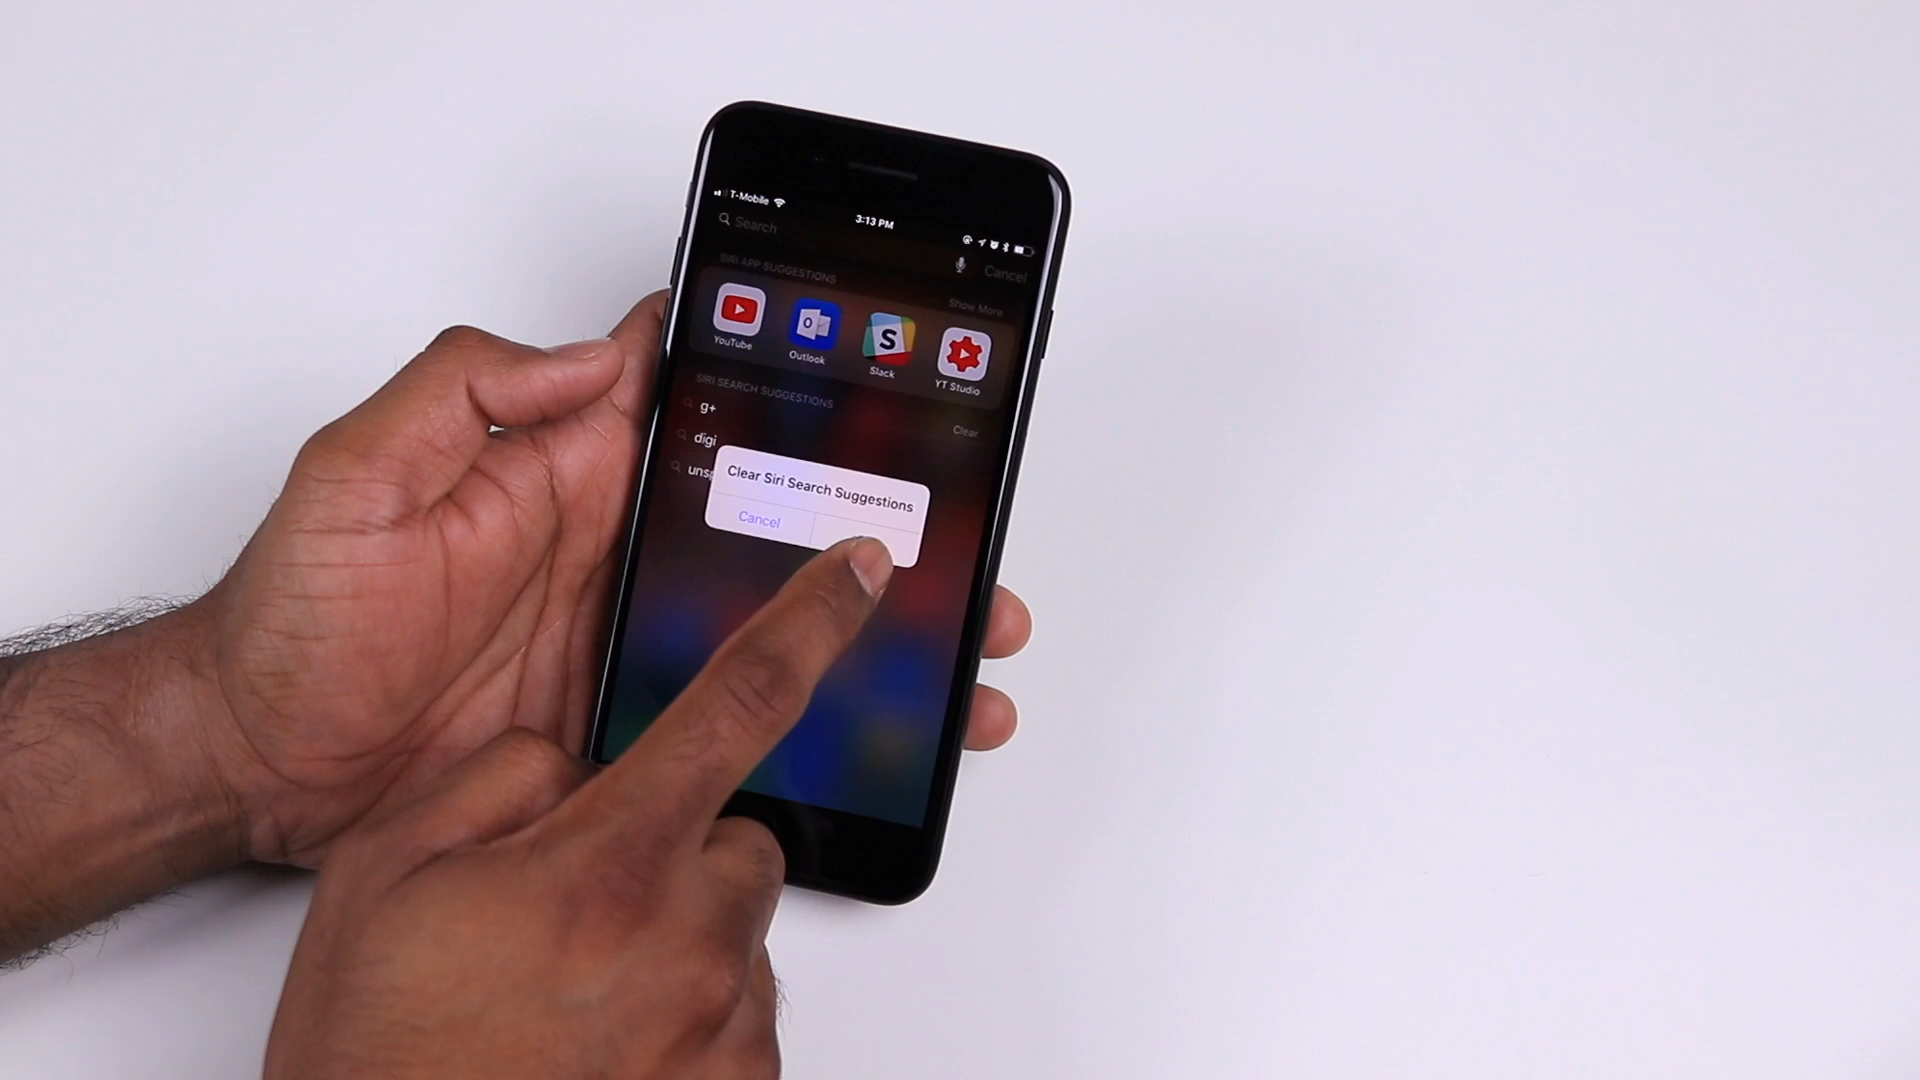 T-Mobile
3:13 PM
Search
Cancel
SIRI APP SUGGESTIONS
Show More
YouTube
Outlook
S
Slack
YT Studio
SIRI SEARCH SUGGESTIONS
Clear
g+
digi
uns
Clear Siri Search Suggestions
Cancel